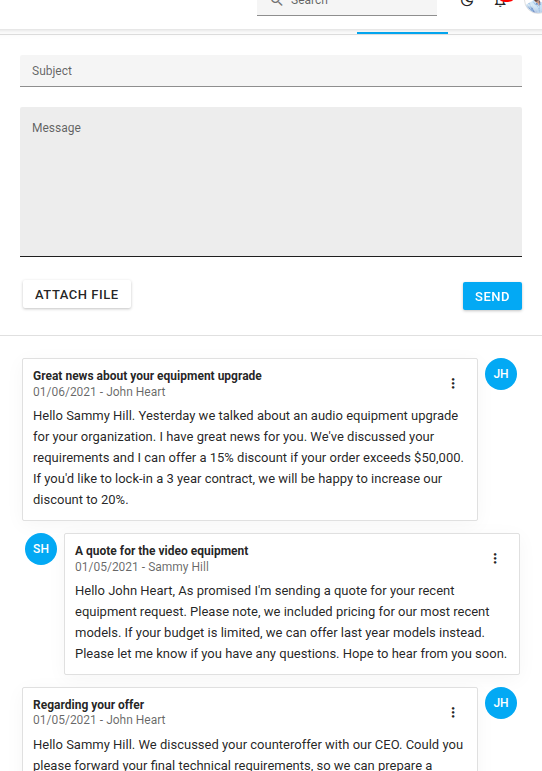 Search
Subject
Message
ATTACH FILE
SEND
Great news about your equipment upgrade
JH
01/06/2021 - John Heart
Hello Sammy Hill. Yesterday we talked about an audio equipment upgrade
for your organization. I have great news for you. We've discussed your
requirements and I can offer a 15% discount if your order exceeds $50,000.
If you'd like to lock-in a 3 year contract, we will be happy to increase our
discount to 20%.
SH
A quote for the video equipment
01/05/2021 - Sammy Hill
Hello John Heart, As promised I'm sending a quote for your recent
equipment request. Please note, we included pricing for our most recent
models. If your budget is limited, we can offer last year models instead.
Please let me know if you have any questions. Hope to hear from you soon.
Regarding your offer
JH
01/05/2021 - John Heart
Hello Sammy Hill. We discussed your counteroffer with our CEO. Could you
please forward your final technical requirements, so we can prepare a